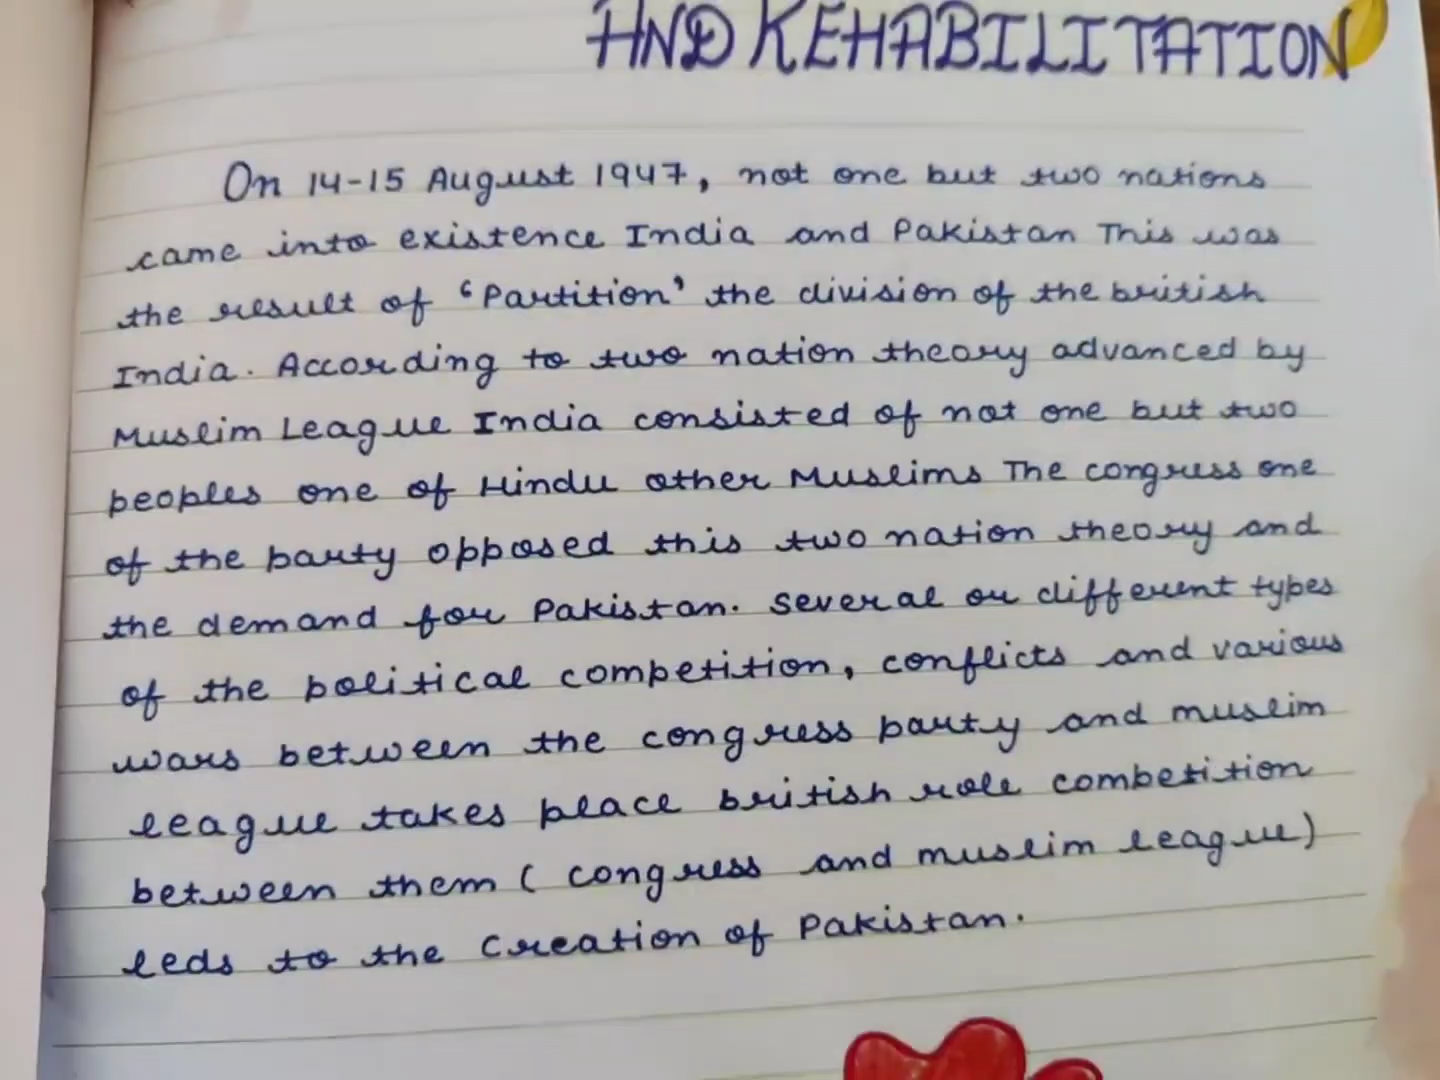 AND REHABILITATION
On 14-15 August 1947, not one but two nations
came into existence India and Pakistan This was
the result of ‘Partition’ the division of the british
India. According to two nation theory advanced by
Muslim League India consisted of not one but two
peoples one of Hindu other Muslims The congress one
of the party opposed this two nation theory and
the demand for Pakistan. several or different types
of the political competition, conflicts and various
wars between the congress party and muslim
league takes place british role combetition
between them ( congress and muslim league)
leds to the creation of Pakistan.